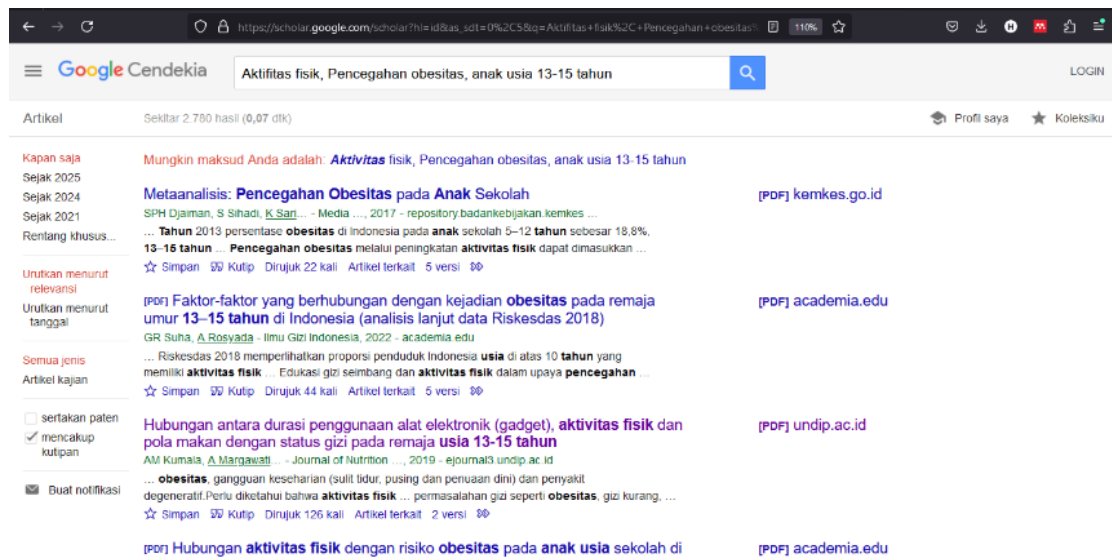 https://scholar.google.com/scholar?hl=id&as_sdt=0%2C5&q=Aktifitas+fisik%2C+Pencegahan+obesitas% 110%
Google Cendekia
Aktifitas fisik, Pencegahan obesitas, anak usia 13-15 tahun
LOGIN
Artikel
Sekitar 2.780 hasil (0,07 dtk)
Profil saya
Koleksiku
Kapan saja
Sejak 2025
Sejak 2024
Sejak 2021
Rentang khusus...
Urutkan menurut
relevansi
Urutkan menurut
tanggal
Semua jenis
Artikel kajian
sertakan paten
mencakup
kutipan
Buat notifikasi
Mungkin maksud Anda adalah: Aktivitas fisik, Pencegahan obesitas, anak usia 13-15 tahun
Metaanalisis: Pencegahan Obesitas pada Anak Sekolah
[PDF] kemkes.go.id
SPH Djaiman, S Sihadi, K Sari... - Media ..., 2017 - repository.badankebijakan.kemkes ...
... Tahun 2013 persentase obesitas di Indonesia pada anak sekolah 5–12 tahun sebesar 18,8%,
13–15 tahun ... Pencegahan obesitas melalui peningkatan aktivitas fisik dapat dimasukkan ...
Simpan Kutip Dirujuk 22 kali Artikel terkait 5 versi
[PDF] Faktor-faktor yang berhubungan dengan kejadian obesitas pada remaja
umur 13–15 tahun di Indonesia (analisis lanjut data Riskesdas 2018)
[PDF] academia.edu
GR Suha, A Rosyada - Ilmu Gizi Indonesia, 2022 - academia.edu
... Riskesdas 2018 memperlihatkan proporsi penduduk Indonesia usia di atas 10 tahun yang
memiliki aktivitas fisik ... Edukasi gizi seimbang dan aktivitas fisik dalam upaya pencegahan ...
Simpan Kutip Dirujuk 44 kali Artikel terkait 5 versi
Hubungan antara durasi penggunaan alat elektronik (gadget), aktivitas fisik dan
pola makan dengan status gizi pada remaja usia 13-15 tahun
[PDF] undip.ac.id
AM Kumala, A Margawati... - Journal of Nutrition ..., 2019 - ejournal3.undip.ac.id
... obesitas, gangguan keseharian (sulit tidur, pusing dan penuaan dini) dan penyakit
degeneratif.Perlu diketahui bahwa aktivitas fisik ... permasalahan gizi seperti obesitas, gizi kurang, ...
Simpan Kutip Dirujuk 126 kali Artikel terkait 2 versi
[PDF] Hubungan aktivitas fisik dengan risiko obesitas pada anak usia sekolah di
[PDF] academia.edu